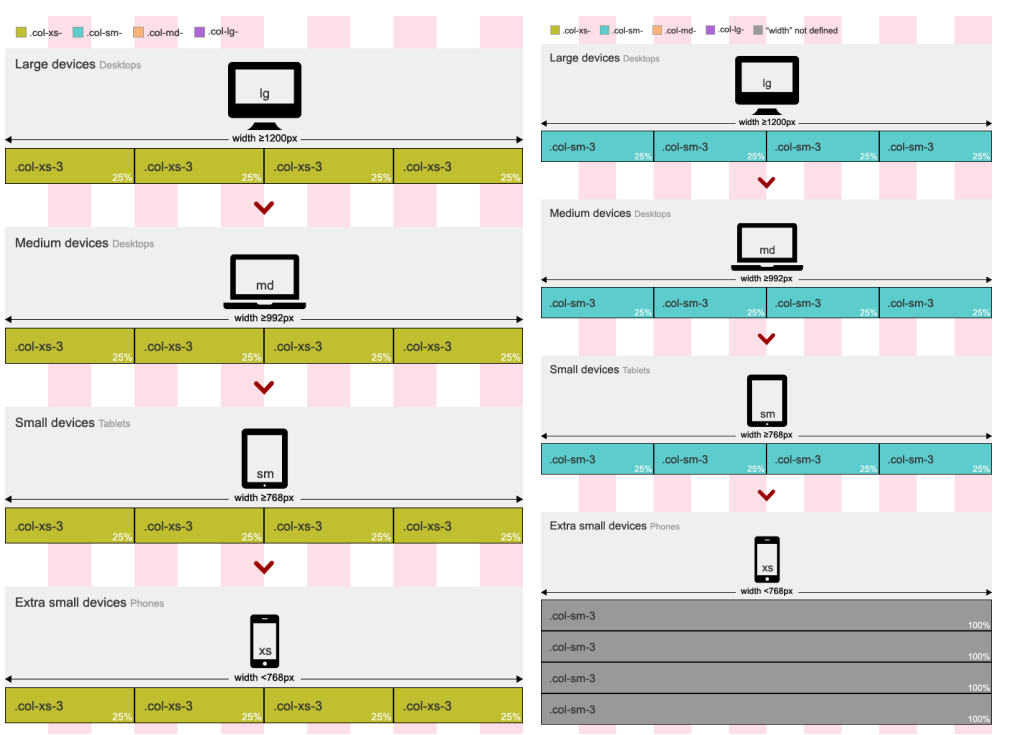 .col-xs- .col-sm- .col-md- .col-lg-
Large devices Desktops
lg
width ≥1200px
.col-xs-3 25% .col-xs-3 25% .col-xs-3 25% .col-xs-3 25%
Medium devices Desktops
md
width ≥992px
.col-xs-3 25% .col-xs-3 25% .col-xs-3 25% .col-xs-3 25%
Small devices Tablets
sm
width ≥768px
.col-xs-3 25% .col-xs-3 25% .col-xs-3 25% .col-xs-3 25%
Extra small devices Phones
xs
width <768px
.col-xs-3 25% .col-xs-3 25% .col-xs-3 25% .col-xs-3 25%
.col-xs- .col-sm- .col-md- .col-lg- "width" not defined
Large devices Desktops
lg
width ≥1200px
.col-sm-3 25% .col-sm-3 25% .col-sm-3 25% .col-sm-3 25%
Medium devices Desktops
md
width ≥992px
.col-sm-3 25% .col-sm-3 25% .col-sm-3 25% .col-sm-3 25%
Small devices Tablets
sm
width ≥768px
.col-sm-3 25% .col-sm-3 25% .col-sm-3 25% .col-sm-3 25%
Extra small devices Phones
xs
width <768px
.col-sm-3 100%
.col-sm-3 100%
.col-sm-3 100%
.col-sm-3 100%